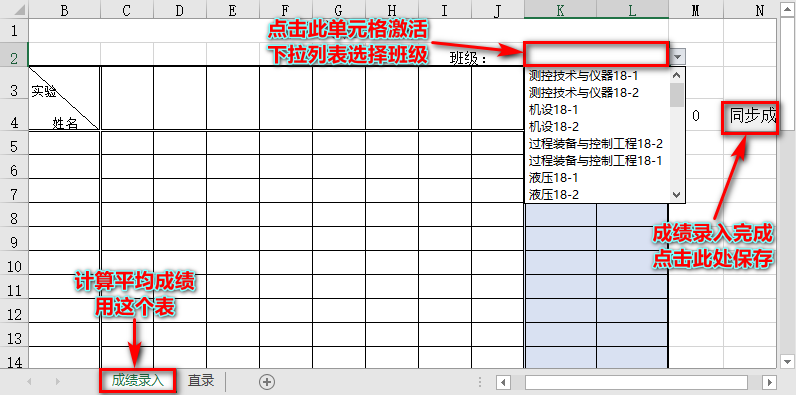 B C D E F G H I J K L M N
1
点击此单元格激活
下拉列表选择班级
2 班级：
测控技术与仪器18-1
测控技术与仪器18-2
机设18-1
机设18-2
过程装备与控制工程18-2
过程装备与控制工程18-1
液压18-1
液压18-2
3 实验
4 姓名 0 同步成
5
6
7
8
9
10
11
12
13
14
成绩录入完成
点击此处保存
计算平均成绩
用这个表
成绩录入 直录